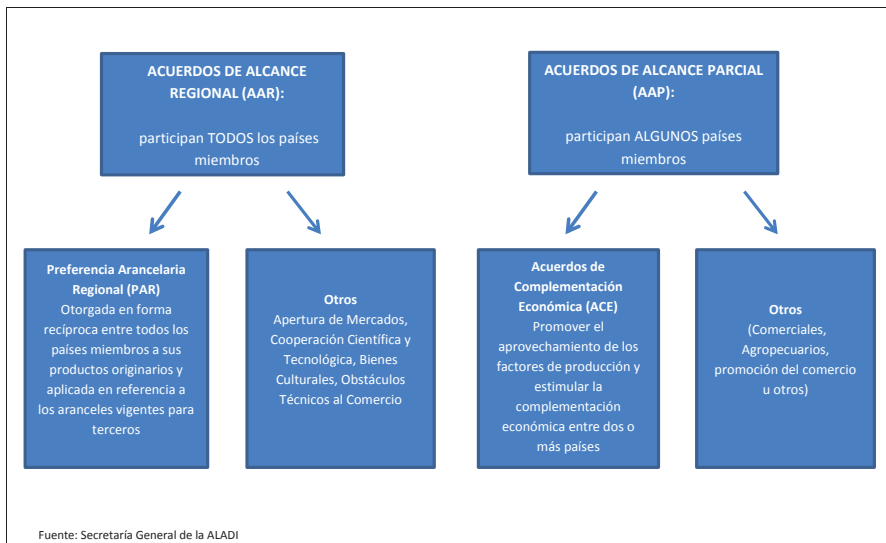 ACUERDOS DE ALCANCE
REGIONAL (AAR):
participan TODOS los países
miembros
ACUERDOS DE ALCANCE PARCIAL
(AAP):
participan ALGUNOS países
miembros
Preferencia Arancelaria
Regional (PAR)
Otorgada en forma
recíproca entre todos los
países miembros a sus
productos originarios y
aplicada en referencia a
los aranceles vigentes para
terceros
Otros
Apertura de Mercados,
Cooperación Científica y
Tecnológica, Bienes
Culturales, Obstáculos
Técnicos al Comercio
Acuerdos de
Complementación
Económica (ACE)
Promover el
aprovechamiento de los
factores de producción y
estimular la
complementación
económica entre dos o
más países
Otros
(Comerciales,
Agropecuarios,
promoción del comercio
u otros)
Fuente: Secretaría General de la ALADI